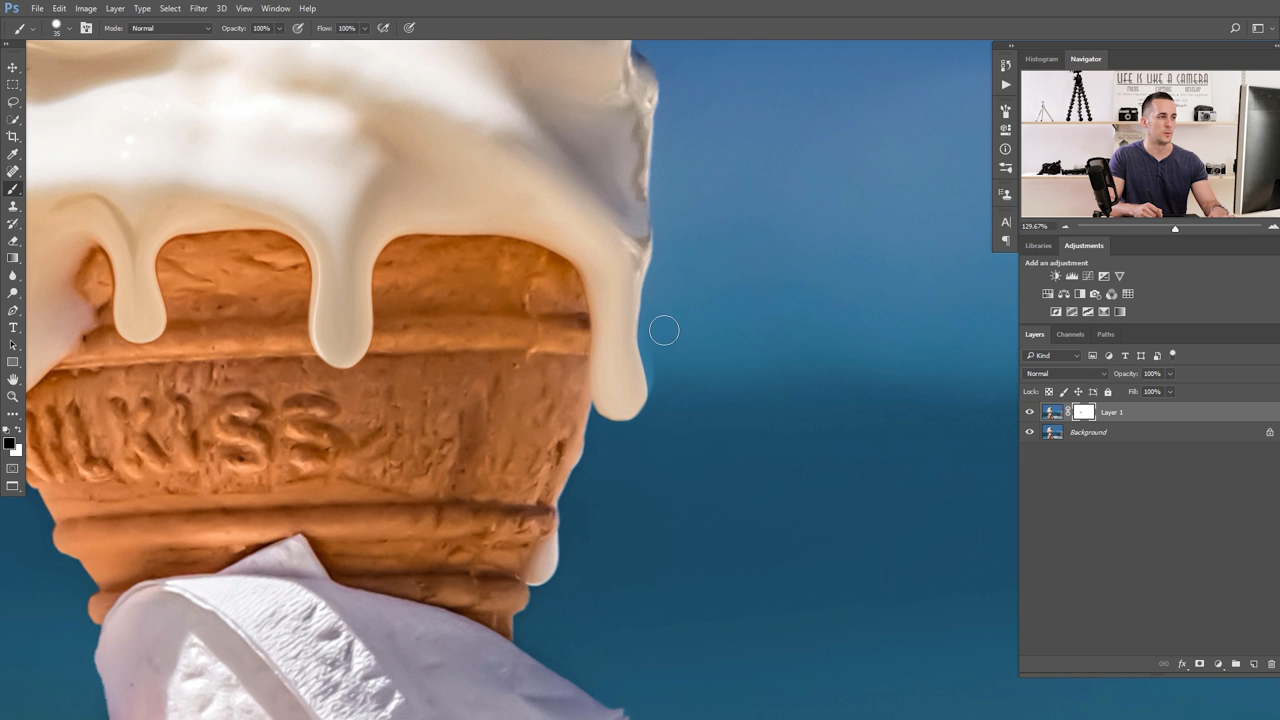 Ps File Edit Image Layer Type Select Filter 3D View Window Help
35 Mode: Normal Opacity: 100% Flow: 100%
Histogram Navigator
LIFE IS LIKE A CAMERA
129.67%
Libraries Adjustments
Add an adjustment
Layers Channels Paths
Kind
Normal Opacity: 100%
Lock: Fill: 100%
Layer 1
Background
KISS